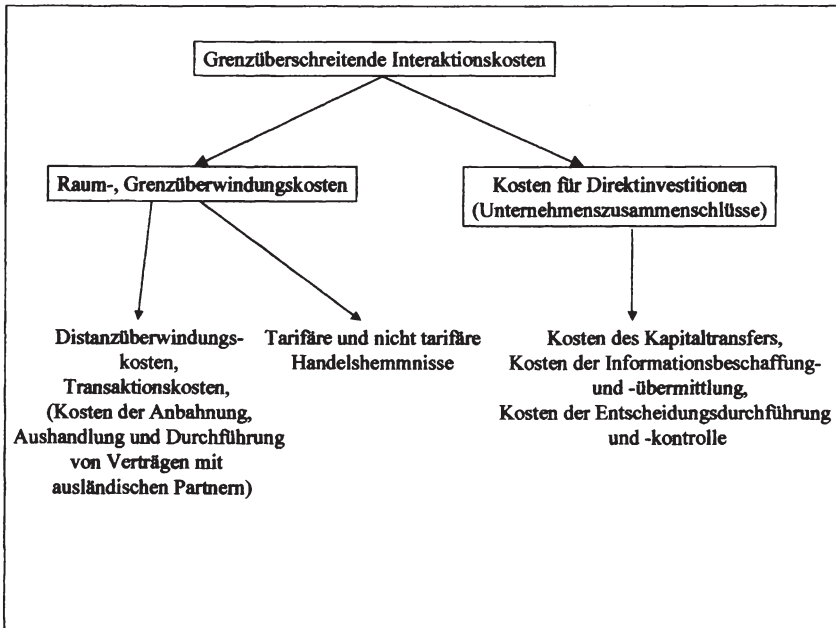 Grenzüberschreitende Interaktionskosten
Raum-, Grenzüberwindungskosten
Kosten für Direktinvestitionen
(Unternehmenszusammenschlüsse)
Distanzüberwindungs-
kosten,
Transaktionskosten,
(Kosten der Anbahnung,
Aushandlung und Durchführung
von Verträgen mit
ausländischen Partnern)
Tarifäre und nicht tarifäre
Handelshemmnisse
Kosten des Kapitaltransfers,
Kosten der Informationsbeschaffung-
und -übermittlung,
Kosten der Entscheidungsdurchführung
und -kontrolle